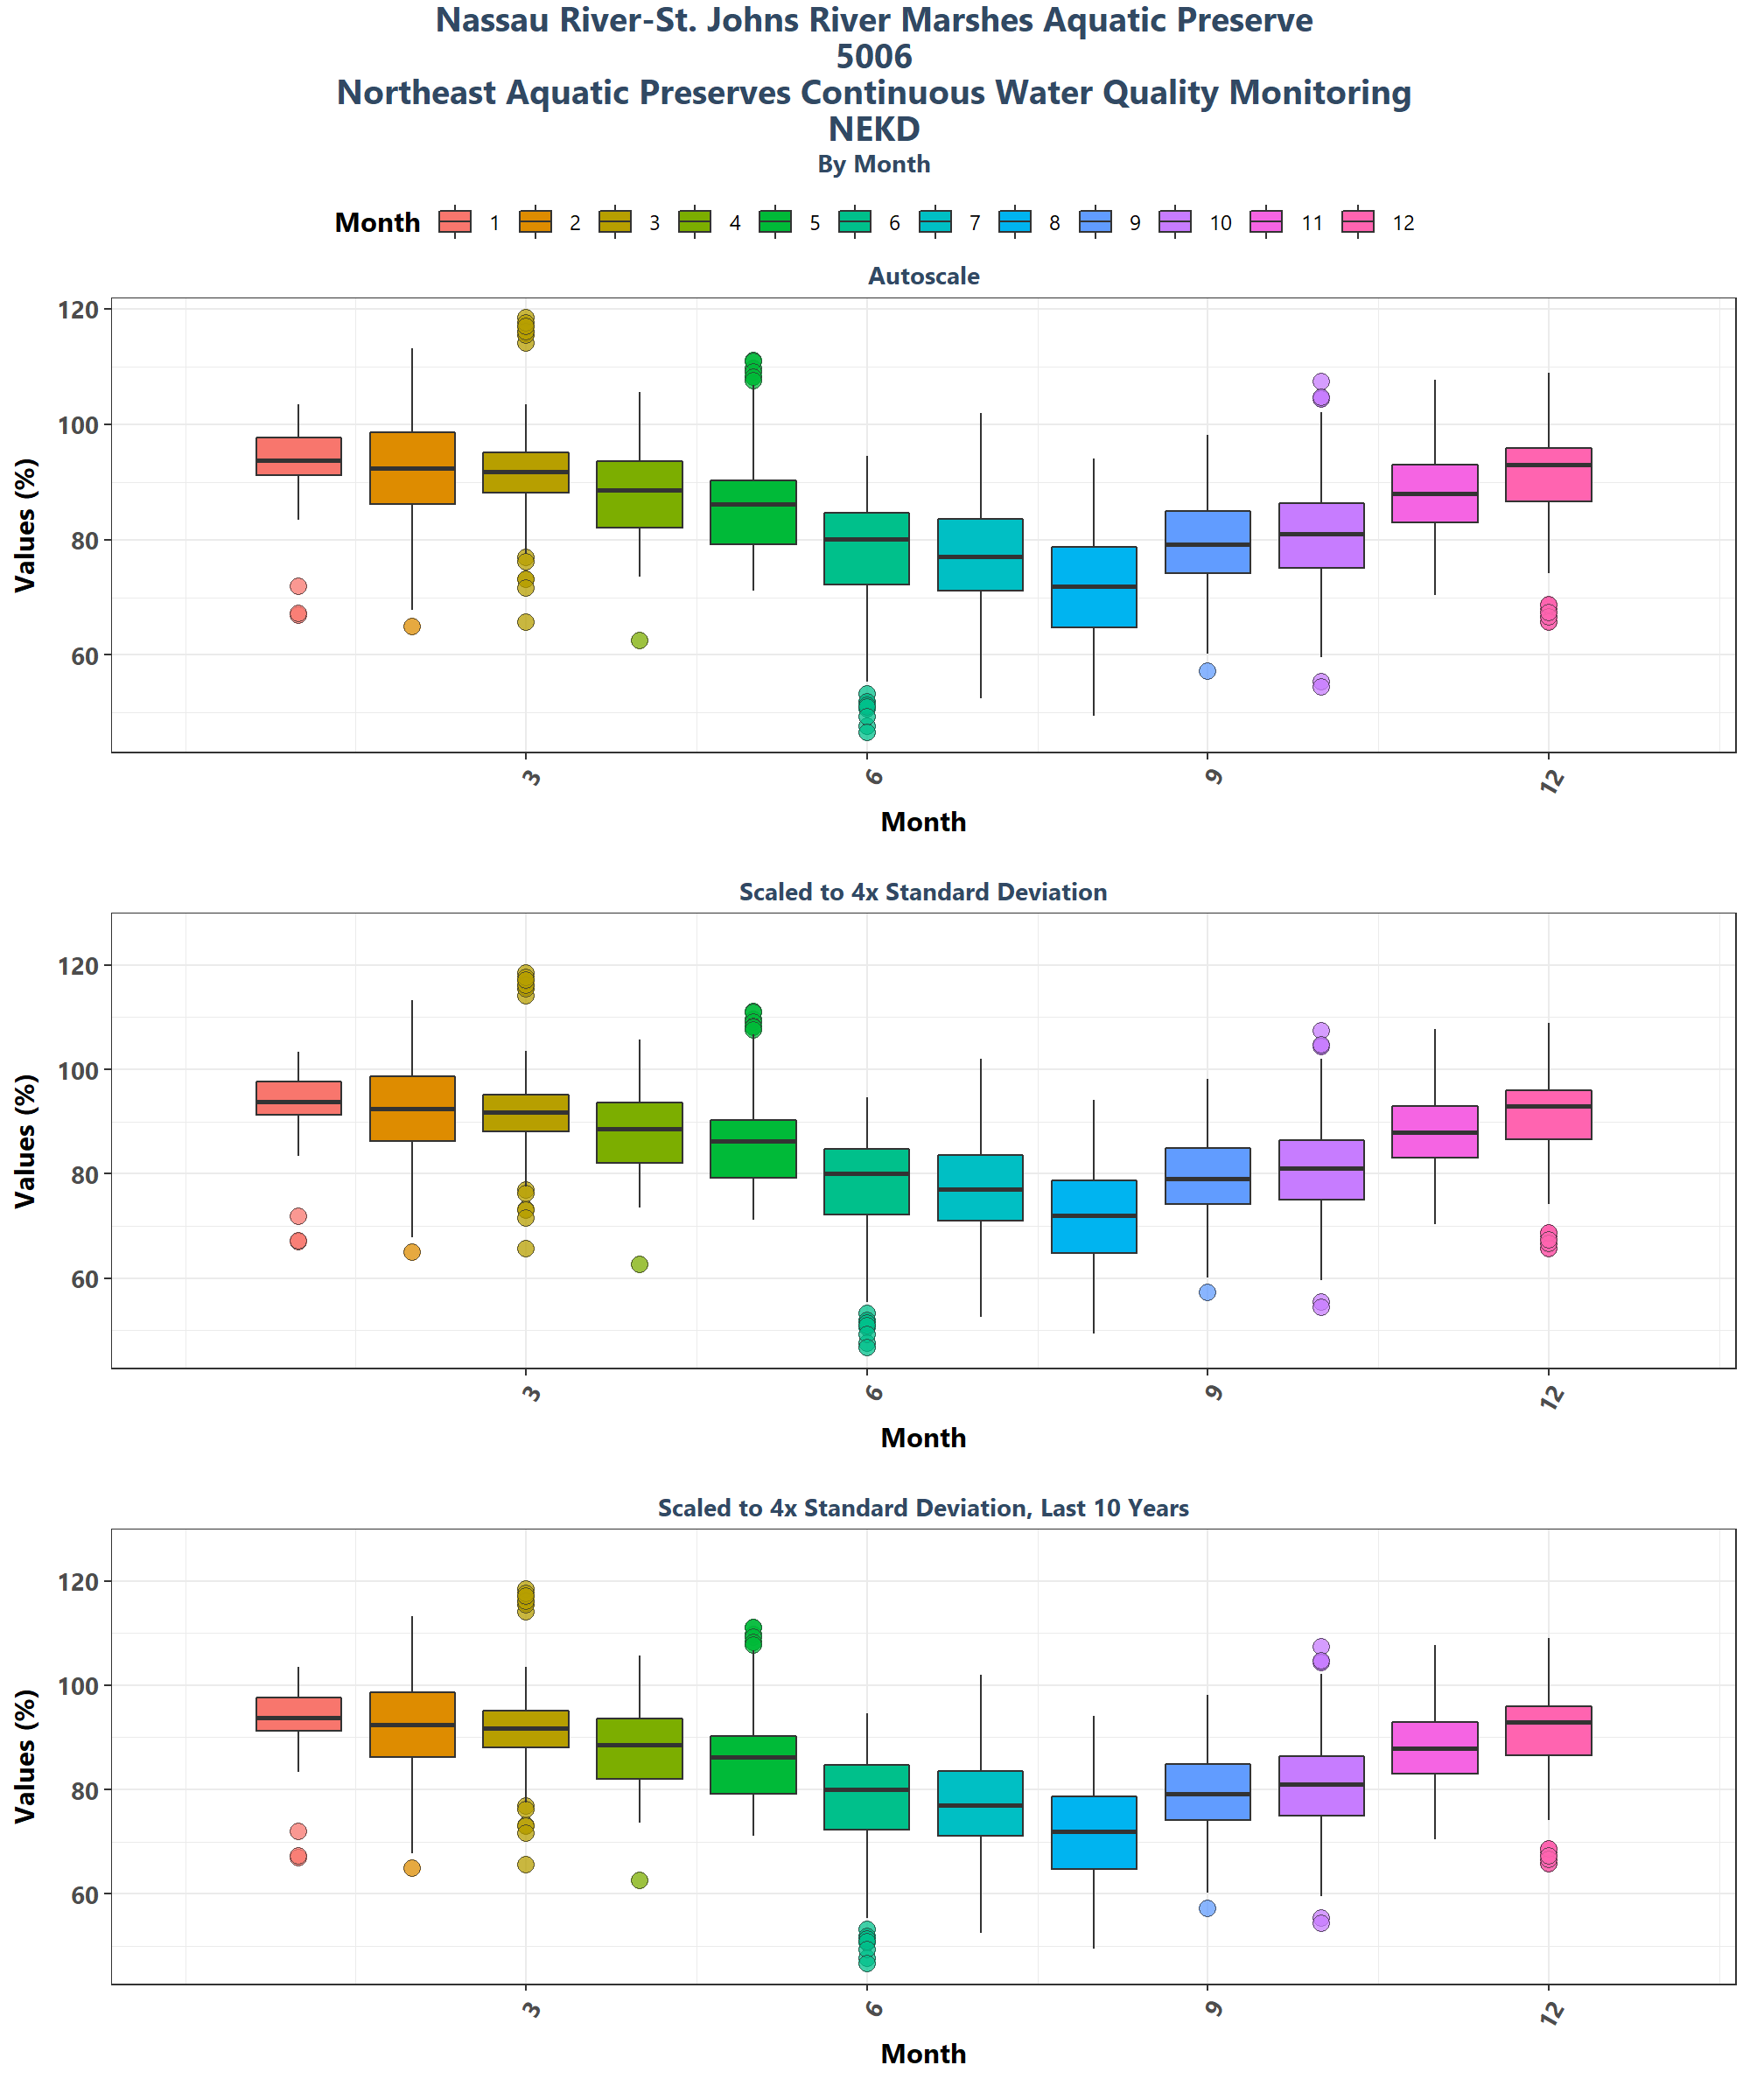 Nassau River-St. Johns River Marshes Aquatic Preserve
5006
Northeast Aquatic Preserves Continuous Water Quality Monitoring
NEKD
By Month
Month 1 2 3 4 5 6 7 8 9 10 11 12
Autoscale
Values (%)
120
100
80
60
3 6 9 12
Month
Scaled to 4x Standard Deviation
Values (%)
120
100
80
60
3 6 9 12
Month
Scaled to 4x Standard Deviation, Last 10 Years
Values (%)
120
100
80
60
3 6 9 12
Month